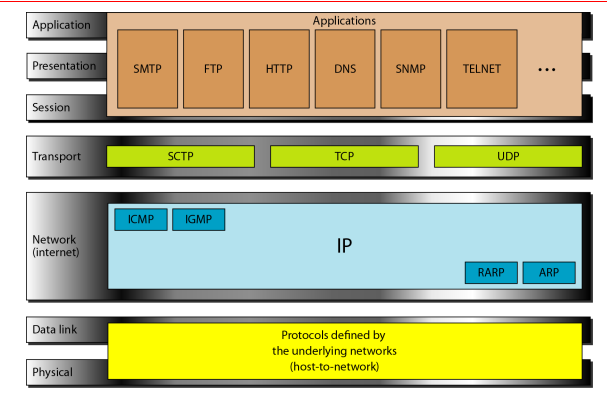 Application
Applications
Presentation
SMTP
FTP
HTTP
DNS
SNMP
TELNET
...
Session
Transport
SCTP
TCP
UDP
Network
(internet)
ICMP
IGMP
IP
RARP
ARP
Data link
Protocols defined by
the underlying networks
(host-to-network)
Physical